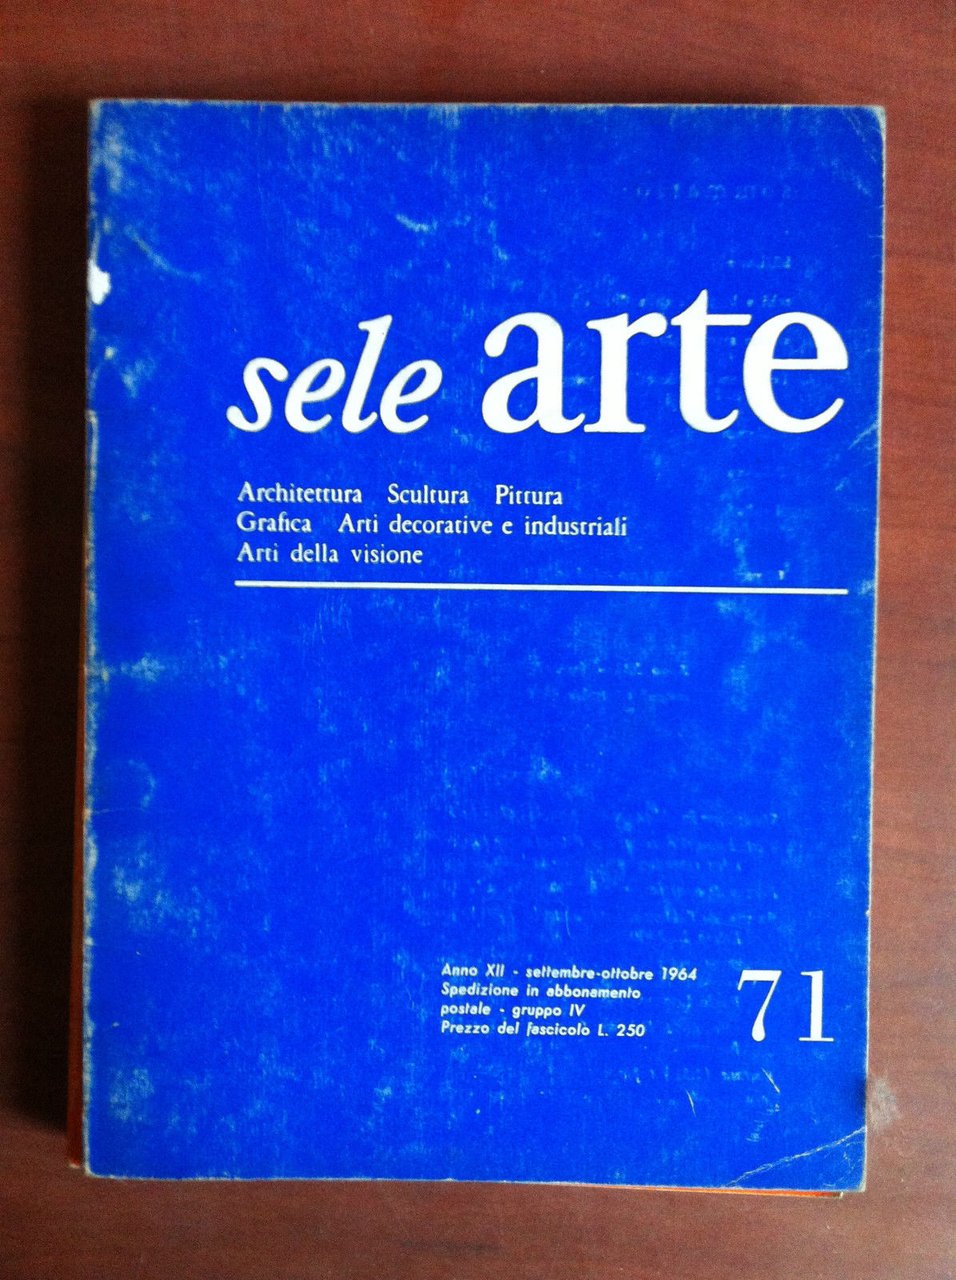 sele arte
Architettura Scultura Pittura
Grafica Arti decorative e industriali
Arti della visione
Anno XII - settembre-ottobre 1964
Spedizione in abbonamento
postale - gruppo IV
Prezzo del fascicolo L. 250
71